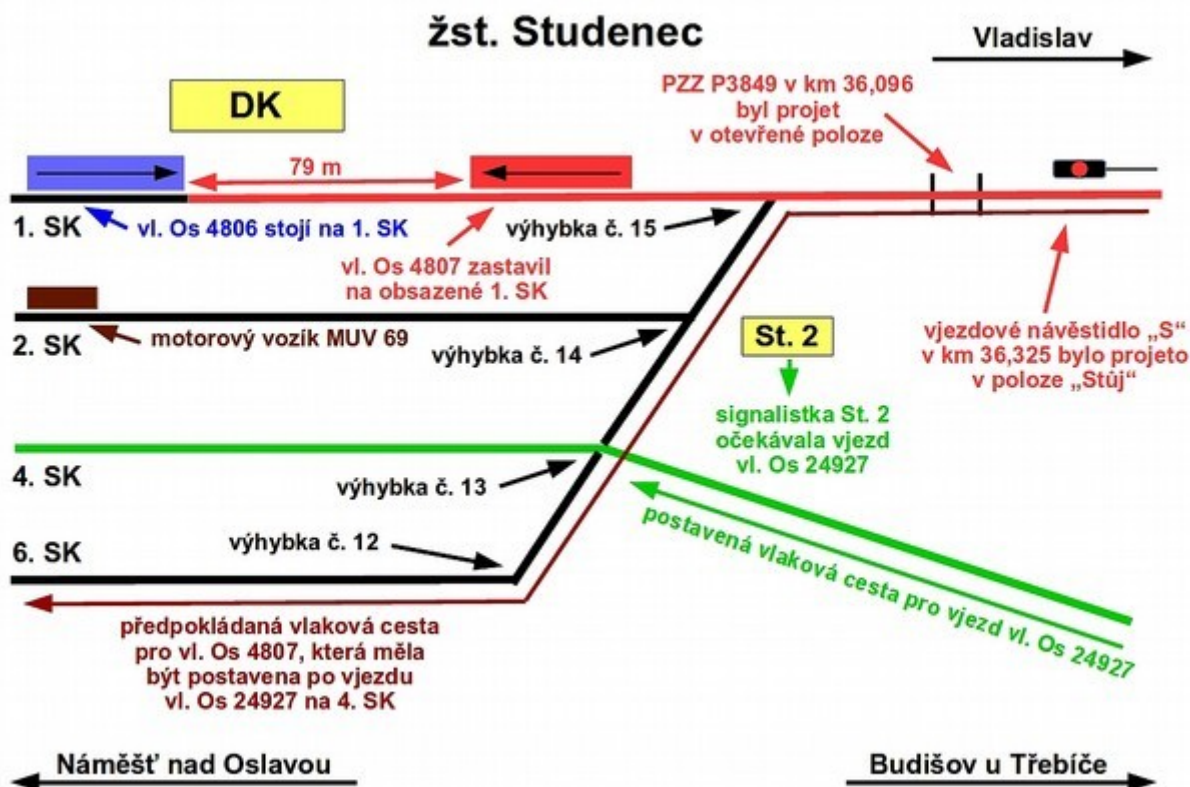 žst. Studenec
Vladislav
DK
PZZ P3849 v km 36,096
byl projet
v otevřené poloze
79 m
1. SK
vl. Os 4806 stojí na 1. SK
výhybka č. 15
vl. Os 4807 zastavil
na obsazené 1. SK
2. SK
motorový vozík MUV 69
výhybka č. 14
St. 2
vjezdové návěstidlo „S“
v km 36,325 bylo projeto
v poloze „Stůj“
signalistka St. 2
očekávala vjezd
vl. Os 24927
4. SK
výhybka č. 13
postavená vlaková cesta pro vjezd vl. Os 24927
6. SK
výhybka č. 12
předpokládaná vlaková cesta
pro vl. Os 4807, která měla
být postavena po vjezdu
vl. Os 24927 na 4. SK
Náměšť nad Oslavou
Budišov u Třebíče